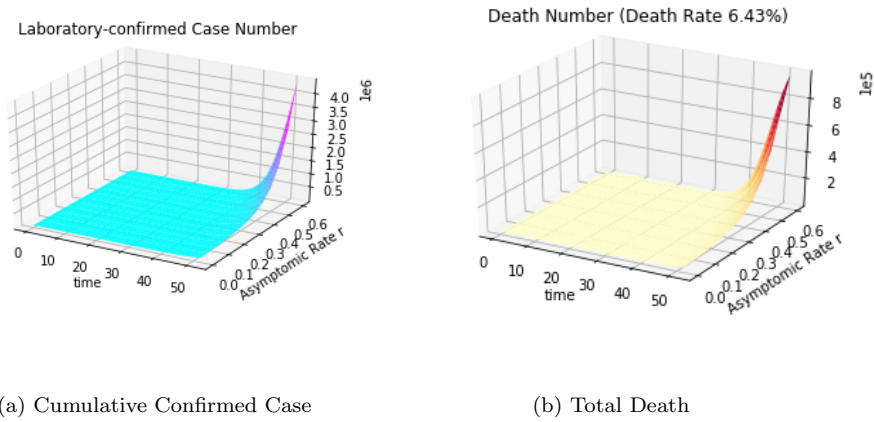 Laboratory-confirmed Case Number
1e6
4.0
3.5
3.0
2.5
2.0
1.5
1.0
0.5
0 10 20 30 40 50
time
0.0 0.1 0.2 0.3 0.4 0.5 0.6
Asymptomic Rate r
(a) Cumulative Confirmed Case
Death Number (Death Rate 6.43%)
1e5
8
6
4
2
0 10 20 30 40 50
time
0.0 0.1 0.2 0.3 0.4 0.5 0.6
Asymptomic Rate r
(b) Total Death